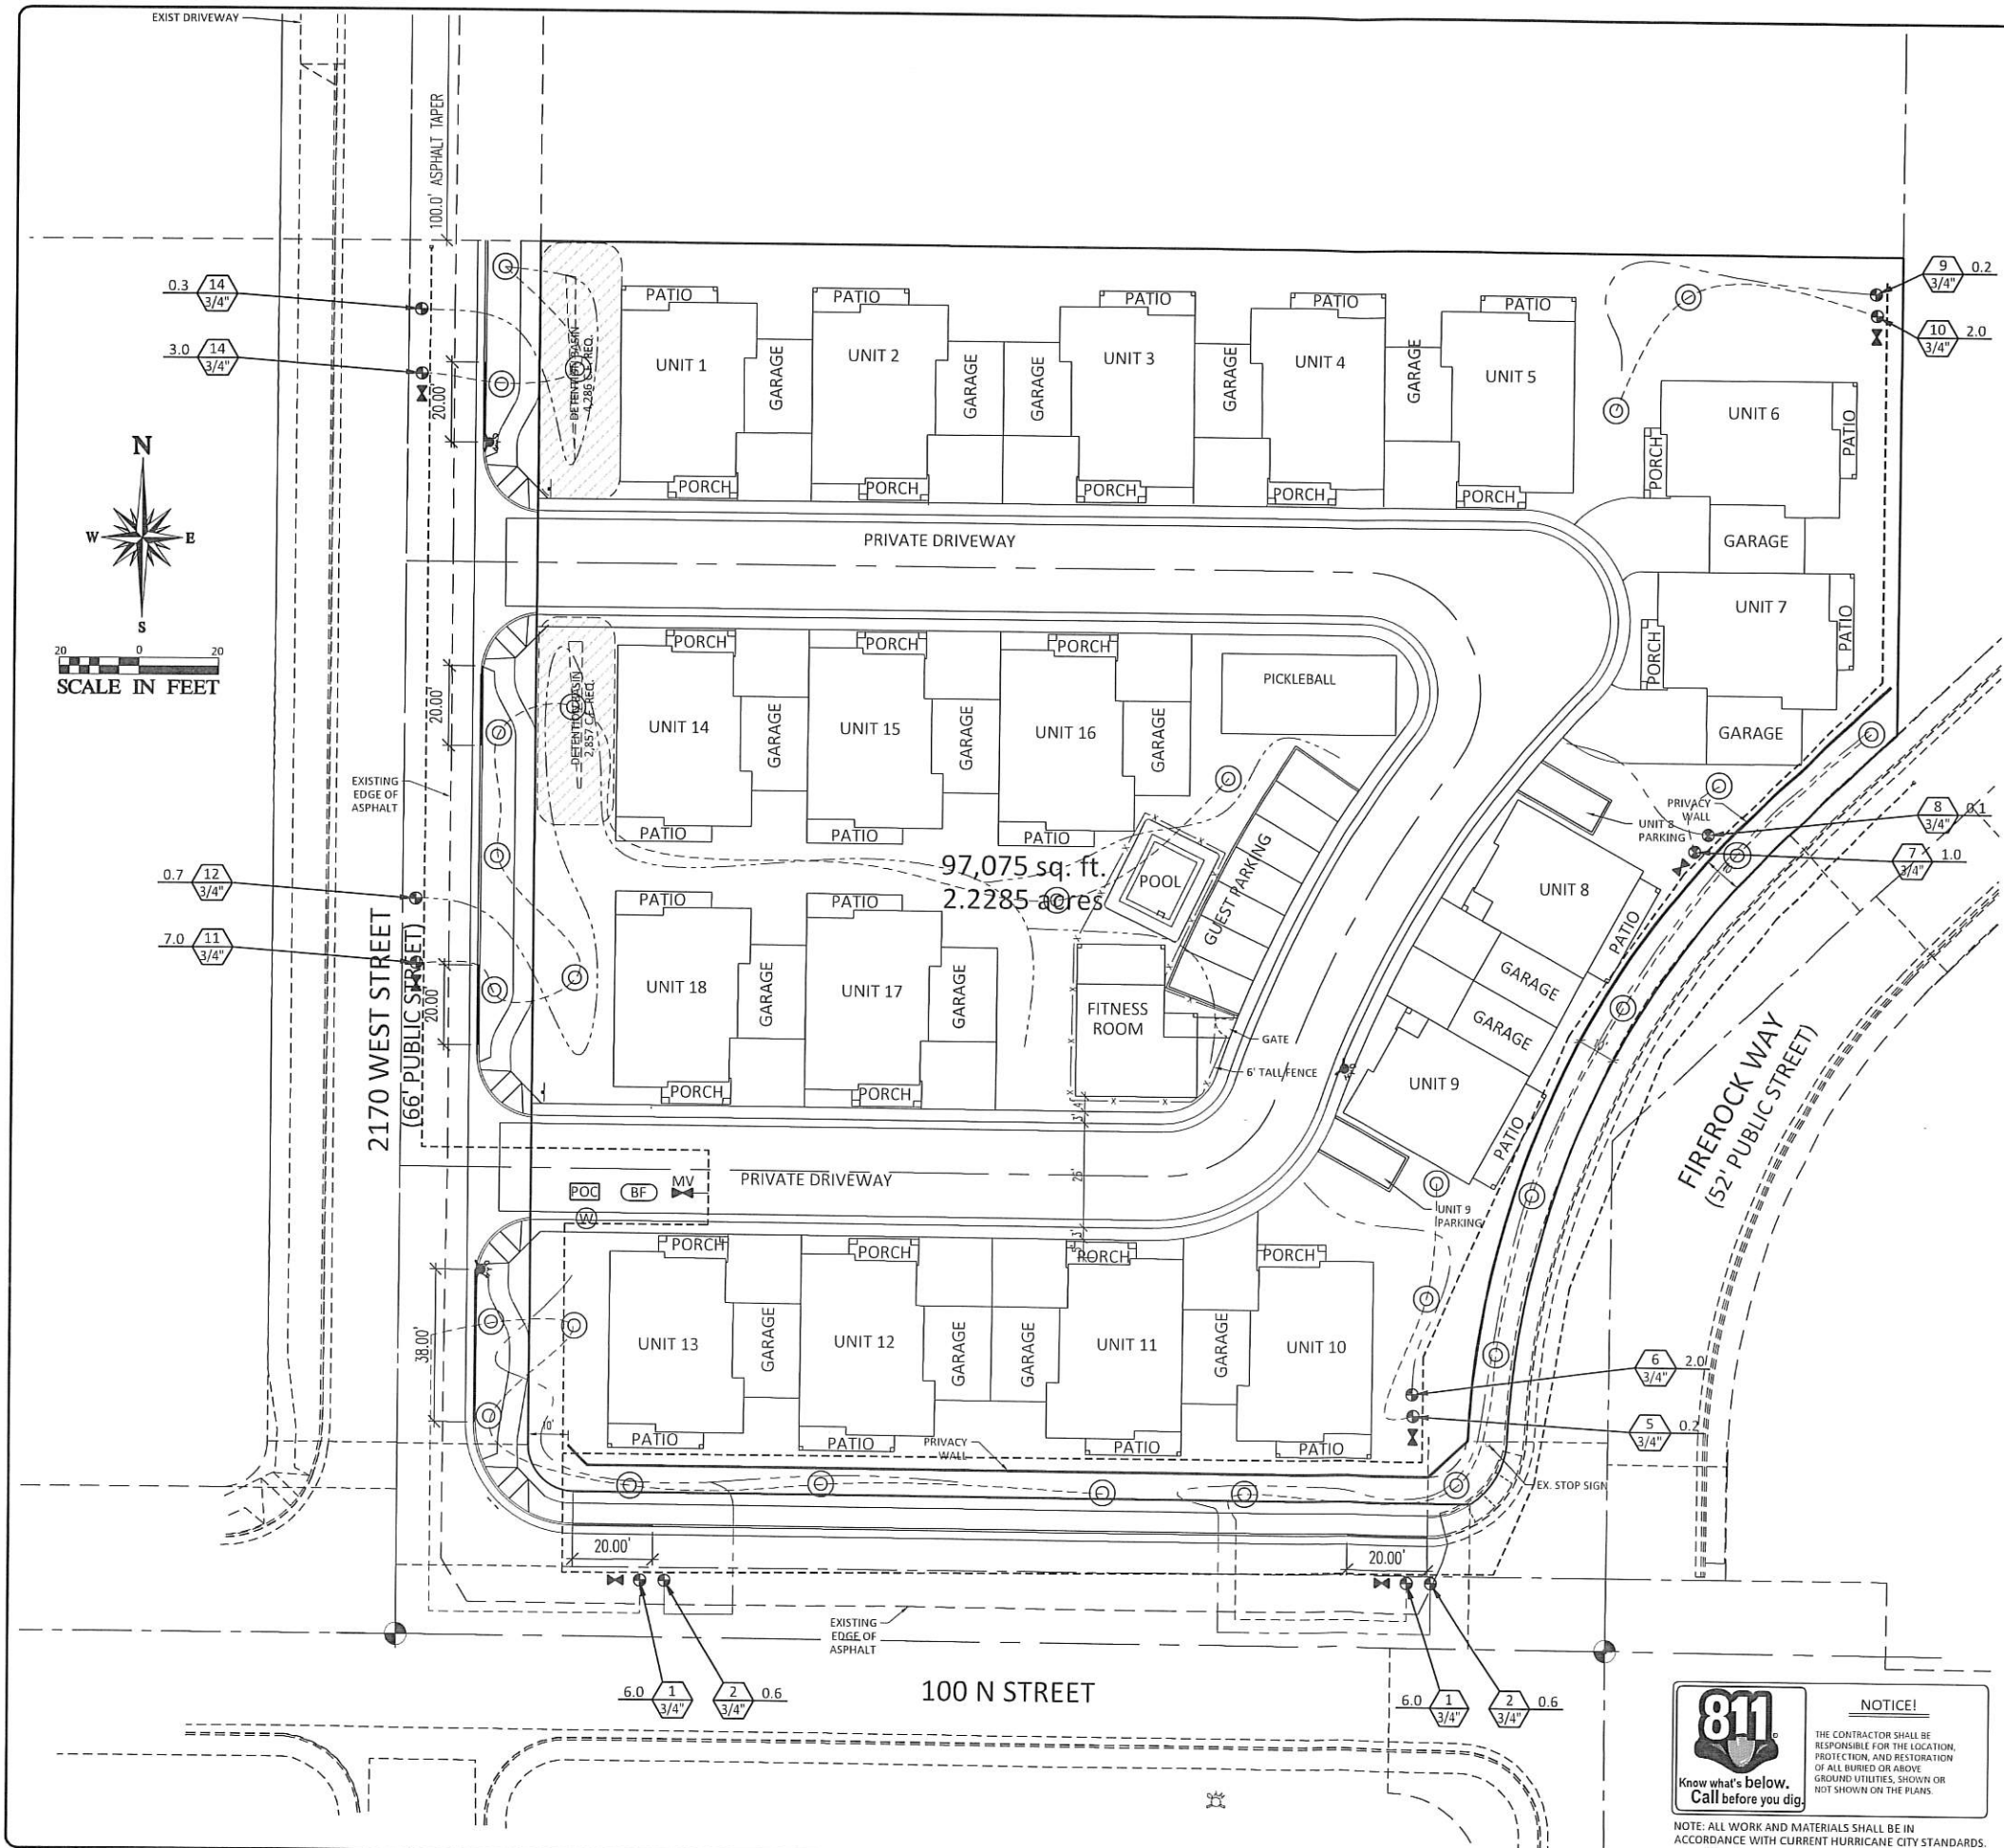 EXIST DRIVEWAY
100.0' ASPHALT TAPER
0.3 14
3/4"
3.0 14
3/4"
20.00'
DETENTION BASIN
4,286 C.F. REQ.
PATIO
UNIT 1
GARAGE
PORCH
PATIO
UNIT 2
GARAGE
PORCH
GARAGE
PATIO
UNIT 3
PORCH
GARAGE
PATIO
UNIT 4
PORCH
GARAGE
PATIO
UNIT 5
PORCH
9 0.2
3/4"
10 2.0
3/4"
UNIT 6
PATIO
PORCH
GARAGE
UNIT 7
PATIO
PORCH
GARAGE
N
W E
S
20 0 20
SCALE IN FEET
PRIVATE DRIVEWAY
20.00'
DETENTION BASIN
2,857 C.F. REQ.
PORCH
UNIT 14
GARAGE
PATIO
PORCH
UNIT 15
GARAGE
PATIO
PORCH
UNIT 16
GARAGE
PATIO
PICKLEBALL
EXISTING
EDGE OF
ASPHALT
PRIVACY
WALL
UNIT 8
PARKING
8 0.1
3/4"
7 1.0
3/4"
10'
97,075 sq. ft.
2.2285 acres
POOL
GUEST PARKING
UNIT 8
PATIO
GARAGE
GARAGE
UNIT 9
PATIO
0.7 12
3/4"
7.0 11
3/4"
20.00'
2170 WEST STREET
(66' PUBLIC STREET)
PATIO
UNIT 18
GARAGE
PORCH
PATIO
UNIT 17
GARAGE
PORCH
FITNESS
ROOM
GATE
6' TALL FENCE
FIREROCK WAY
(52' PUBLIC STREET)
4'
3'
26'
3'
POC
BF
MV
W
PRIVATE DRIVEWAY
UNIT 9
PARKING
38.00'
PORCH
UNIT 13
GARAGE
PATIO
PORCH
UNIT 12
GARAGE
PATIO
GARAGE
PORCH
UNIT 11
PATIO
GARAGE
PORCH
UNIT 10
PATIO
10'
PRIVACY
WALL
6 2.0
3/4"
5 0.2
3/4"
EX. STOP SIGN
20.00'
20.00'
EXISTING
EDGE OF
ASPHALT
6.0 1
3/4"
2 0.6
3/4"
100 N STREET
6.0 1
3/4"
2 0.6
3/4"
811
Know what's below.
Call before you dig.
NOTICE!
THE CONTRACTOR SHALL BE
RESPONSIBLE FOR THE LOCATION,
PROTECTION, AND RESTORATION
OF ALL BURIED OR ABOVE
GROUND UTILITIES, SHOWN OR
NOT SHOWN ON THE PLANS.
NOTE: ALL WORK AND MATERIALS SHALL BE IN
ACCORDANCE WITH CURRENT HURRICANE CITY STANDARDS.